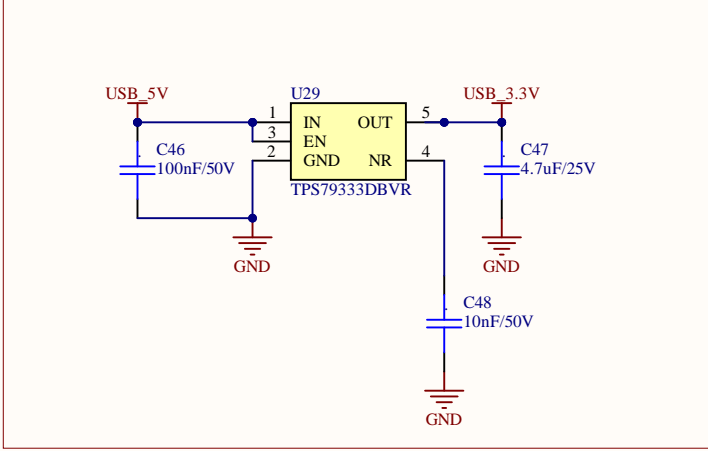 USB_5V
U29
USB_3.3V
1
IN
OUT
5
3
EN
2
GND
NR
4
TPS79333DBVR
C46
100nF/50V
C47
4.7uF/25V
GND
GND
C48
10nF/50V
GND